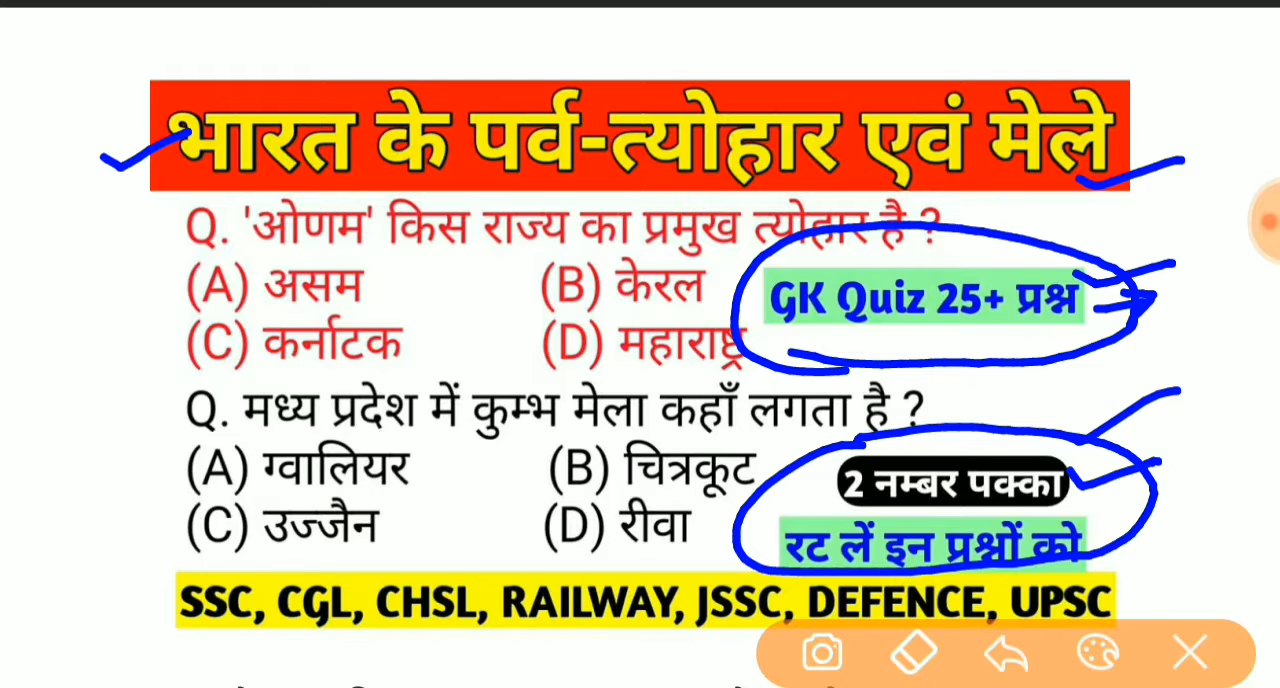 भारत के पर्व-त्योहार एवं मेले
Q. 'ओणम' किस राज्य का प्रमुख त्योहार है ?
(A) असम (B) केरल
GK Quiz 25+ प्रश्न
(C) कर्नाटक (D) महाराष्ट्र
Q. मध्य प्रदेश में कुम्भ मेला कहाँ लगता है ?
(A) ग्वालियर (B) चित्रकूट
2 नम्बर पक्का
(C) उज्जैन (D) रीवा
रट लें इन प्रश्नों को
SSC, CGL, CHSL, RAILWAY, JSSC, DEFENCE, UPSC